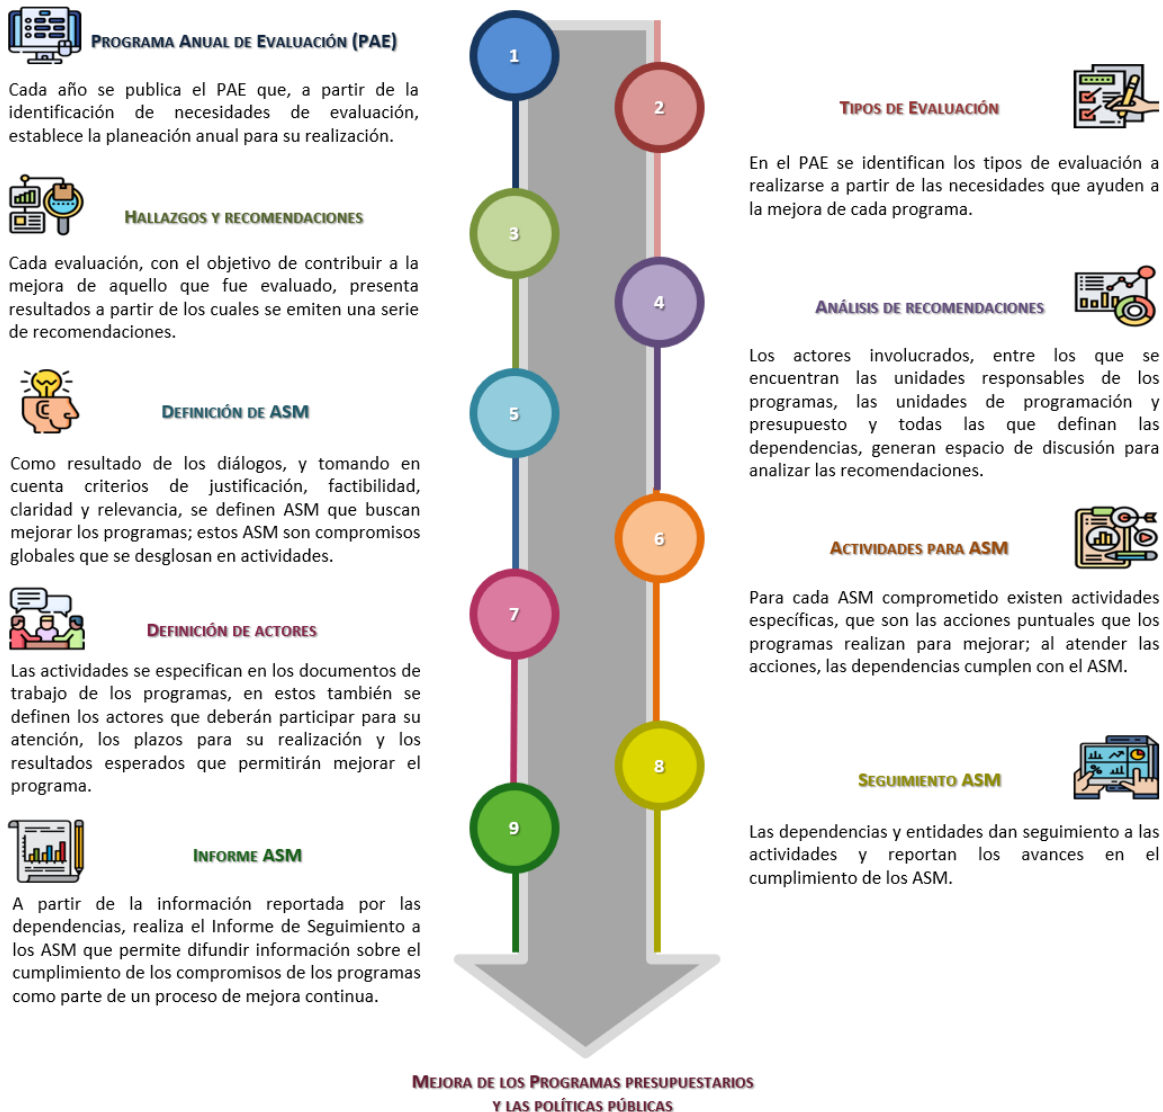 PROGRAMA ANUAL DE EVALUACIÓN (PAE)
Cada año se publica el PAE que, a partir de la
identificación de necesidades de evaluación,
establece la planeación anual para su realización.
1
2
TIPOS DE EVALUACIÓN
En el PAE se identifican los tipos de evaluación a
realizarse a partir de las necesidades que ayuden a
la mejora de cada programa.
HALLAZGOS Y RECOMENDACIONES
Cada evaluación, con el objetivo de contribuir a la
mejora de aquello que fue evaluado, presenta
resultados a partir de los cuales se emiten una serie
de recomendaciones.
3
4
ANÁLISIS DE RECOMENDACIONES
Los actores involucrados, entre los que se
encuentran las unidades responsables de los
programas, las unidades de programación y
presupuesto y todas las que definan las
dependencias, generan espacio de discusión para
analizar las recomendaciones.
DEFINICIÓN DE ASM
Como resultado de los diálogos, y tomando en
cuenta criterios de justificación, factibilidad,
claridad y relevancia, se definen ASM que buscan
mejorar los programas; estos ASM son compromisos
globales que se desglosan en actividades.
5
6
ACTIVIDADES PARA ASM
Para cada ASM comprometido existen actividades
específicas, que son las acciones puntuales que los
programas realizan para mejorar; al atender las
acciones, las dependencias cumplen con el ASM.
DEFINICIÓN DE ACTORES
Las actividades se especifican en los documentos de
trabajo de los programas, en estos también se
definen los actores que deberán participar para su
atención, los plazos para su realización y los
resultados esperados que permitirán mejorar el
programa.
7
8
SEGUIMIENTO ASM
Las dependencias y entidades dan seguimiento a las
actividades y reportan los avances en el
cumplimiento de los ASM.
INFORME ASM
A partir de la información reportada por las
dependencias, realiza el Informe de Seguimiento a
los ASM que permite difundir información sobre el
cumplimiento de los compromisos de los programas
como parte de un proceso de mejora continua.
9
MEJORA DE LOS PROGRAMAS PRESUPUESTARIOS
Y LAS POLÍTICAS PÚBLICAS